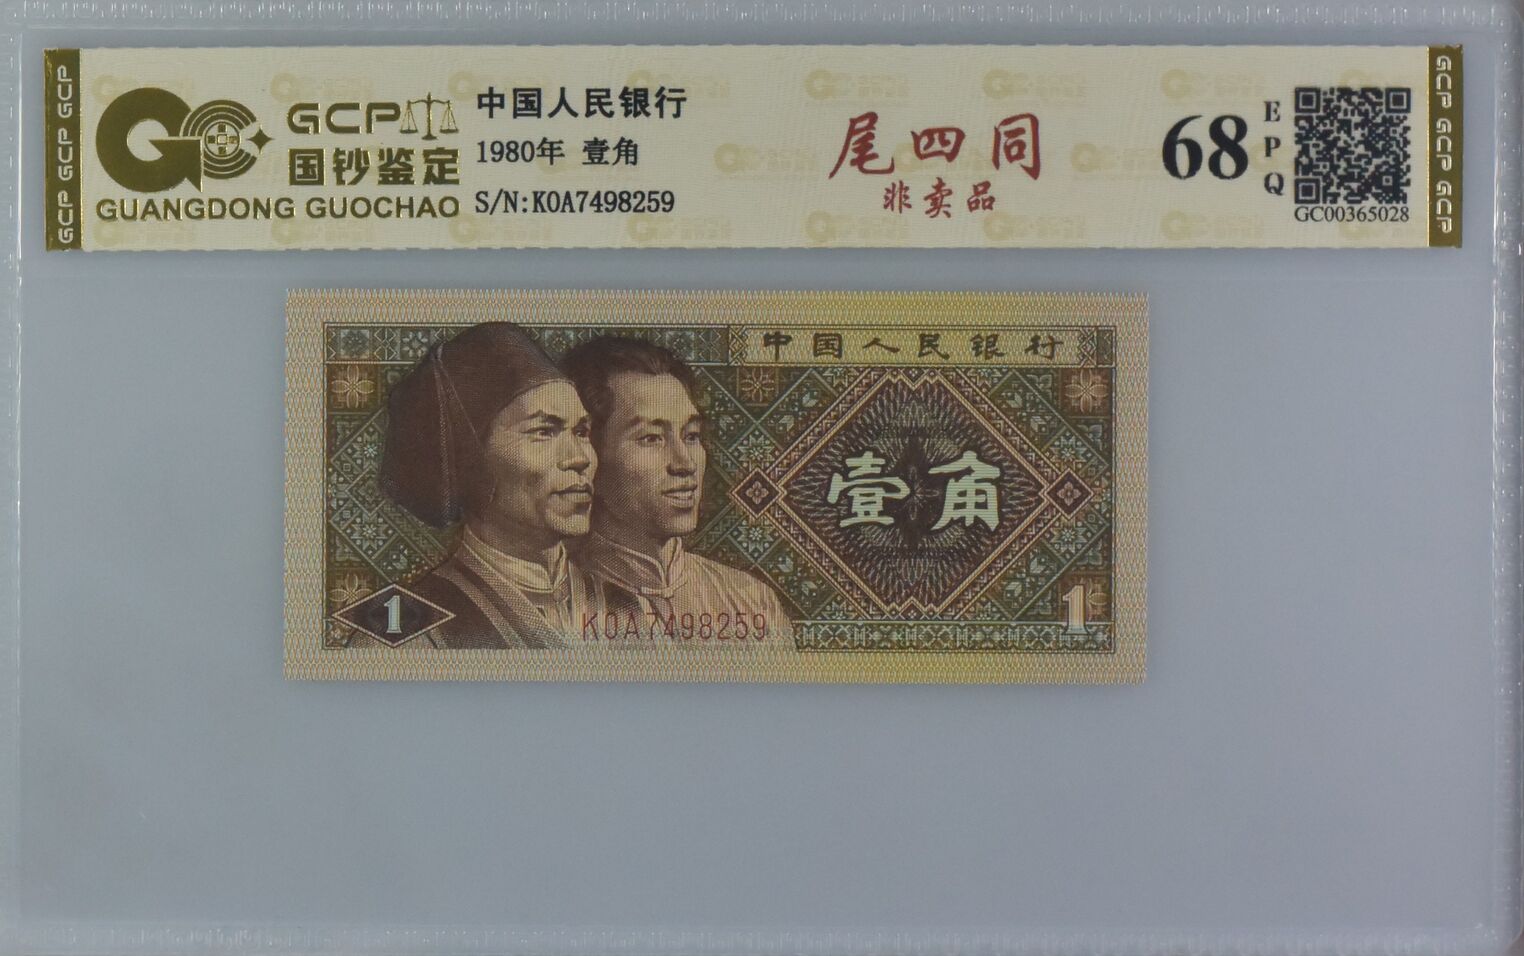 GCP GCP GCP
GCP
国钞鉴定
GUANGDONG GUOCHAO
中国人民银行
1980年 壹角
S/N:K0A7498259
尾四同
非卖品
68
EPQ
GC00365028
GCP GCP GCP
中国人民银行
壹角
1
K0A7498259
1